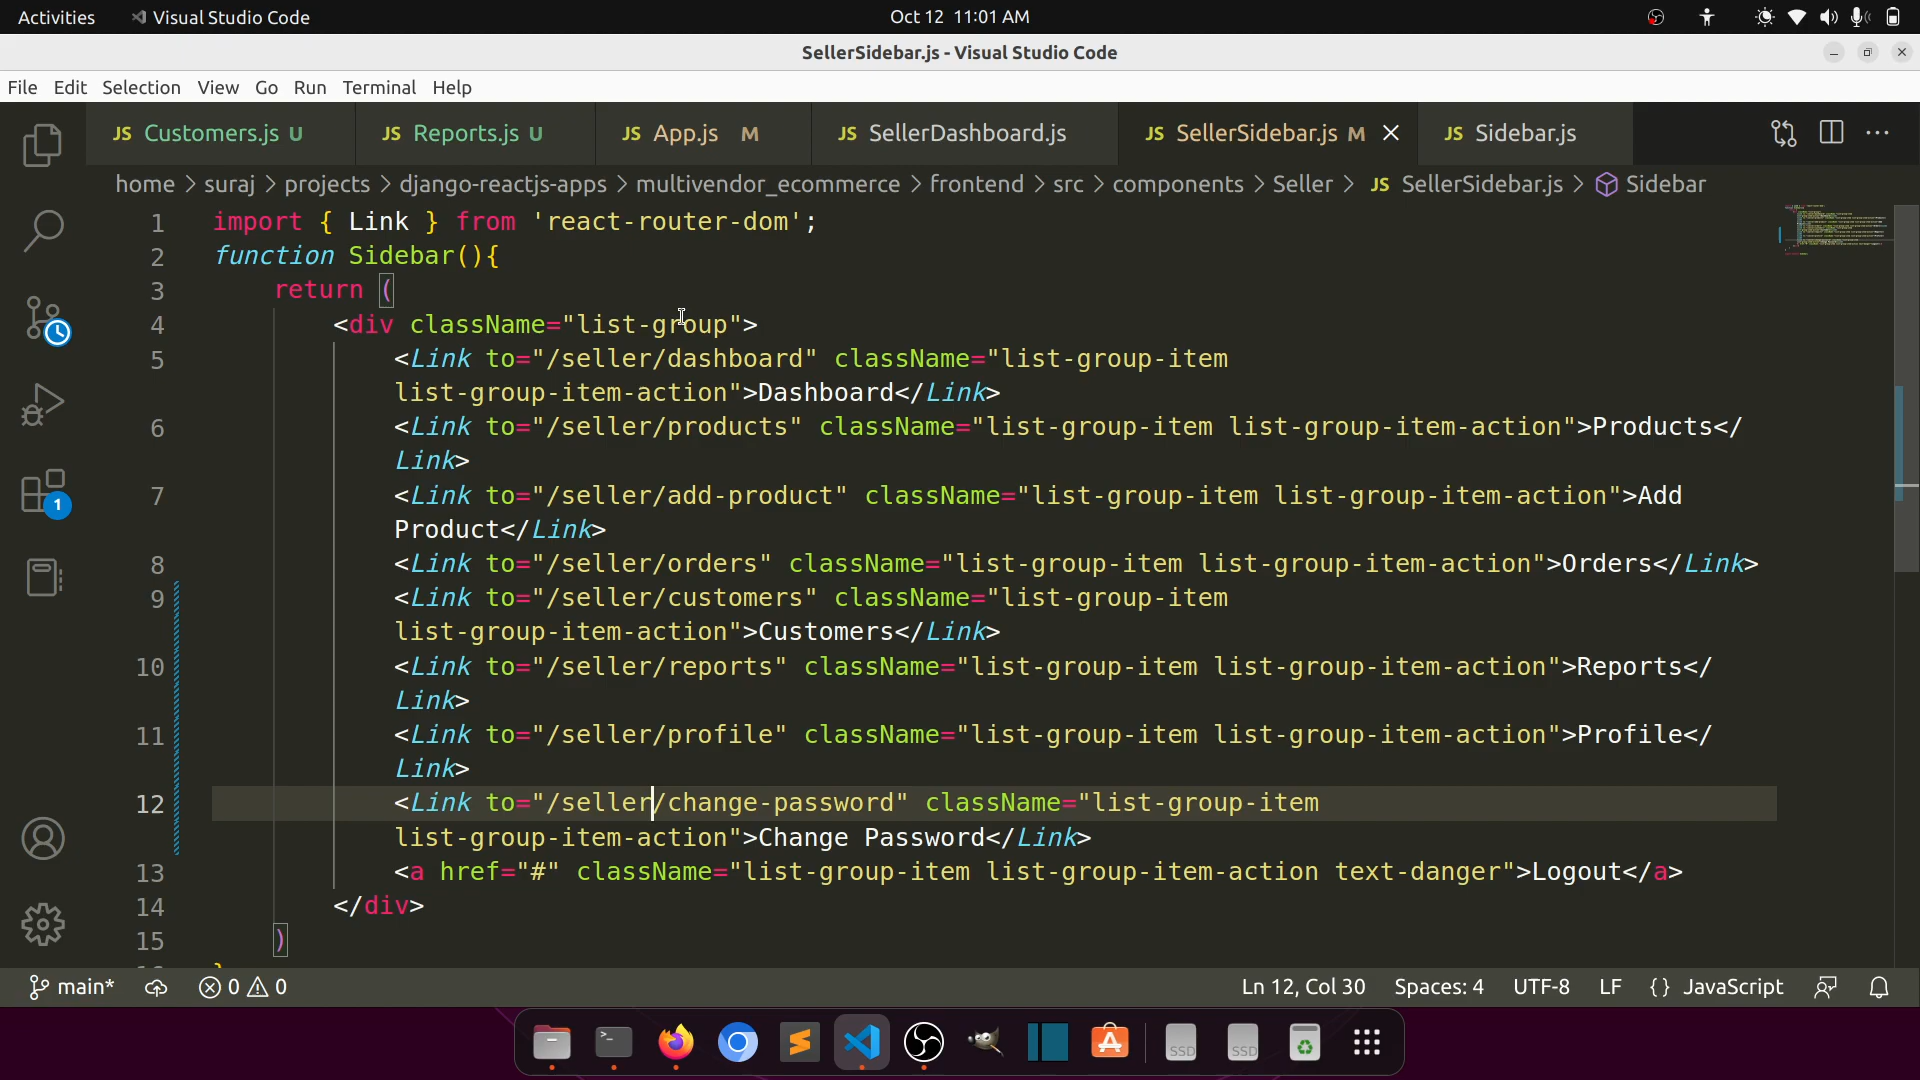 Activities Visual Studio Code Oct 12 11:01 AM
SellerSidebar.js - Visual Studio Code
File Edit Selection View Go Run Terminal Help
JS Customers.js U JS Reports.js U JS App.js M JS SellerDashboard.js JS SellerSidebar.js M JS Sidebar.js
home > suraj > projects > django-reactjs-apps > multivendor_ecommerce > frontend > src > components > Seller > JS SellerSidebar.js > Sidebar
1 import { Link } from 'react-router-dom';
2 function Sidebar(){
3 return (
4 <div className="list-group">
5 <Link to="/seller/dashboard" className="list-group-item
list-group-item-action">Dashboard</Link>
6 <Link to="/seller/products" className="list-group-item list-group-item-action">Products</
Link>
7 <Link to="/seller/add-product" className="list-group-item list-group-item-action">Add
Product</Link>
8 <Link to="/seller/orders" className="list-group-item list-group-item-action">Orders</Link>
9 <Link to="/seller/customers" className="list-group-item
list-group-item-action">Customers</Link>
10 <Link to="/seller/reports" className="list-group-item list-group-item-action">Reports</
Link>
11 <Link to="/seller/profile" className="list-group-item list-group-item-action">Profile</
Link>
12 <Link to="/seller/change-password" className="list-group-item
list-group-item-action">Change Password</Link>
13 <a href="#" className="list-group-item list-group-item-action text-danger">Logout</a>
14 </div>
15 )
1
main* 0 0 Ln 12, Col 30 Spaces: 4 UTF-8 LF {} JavaScript
SSD SSD